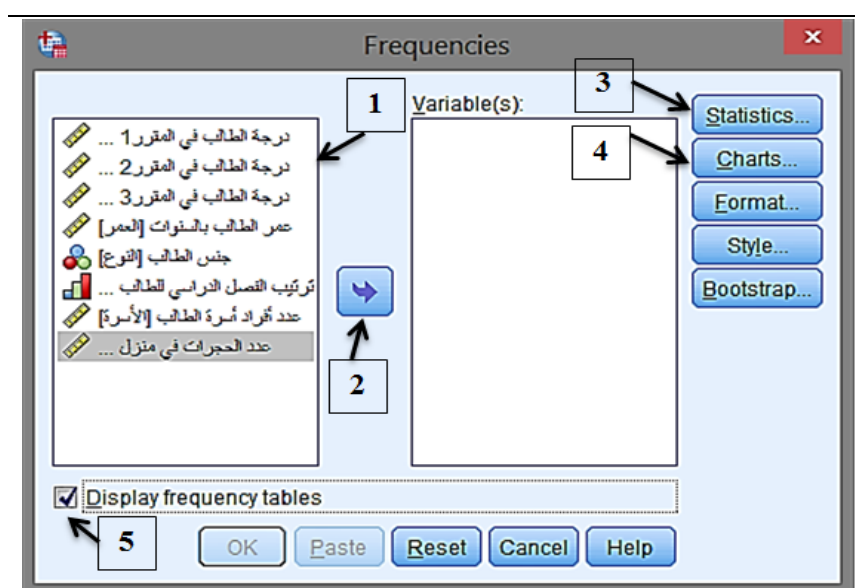 Frequencies
Variable(s):
درجة الطالب في المقرر1 ...
درجة الطالب في المقرر2 ...
درجة الطالب في المقرر3 ...
عمر الطالب بالسنوات [العمر]
جنس الطالب [النوع]
ترتيب الفصل الدراسي للطالب ...
عدد أفراد أسرة الطالب [الأسرة]
عدد الحجرات في منزل ...
1
2
3
4
Statistics...
Charts...
Format...
Style...
Bootstrap...
Display frequency tables
5
OK
Paste
Reset
Cancel
Help